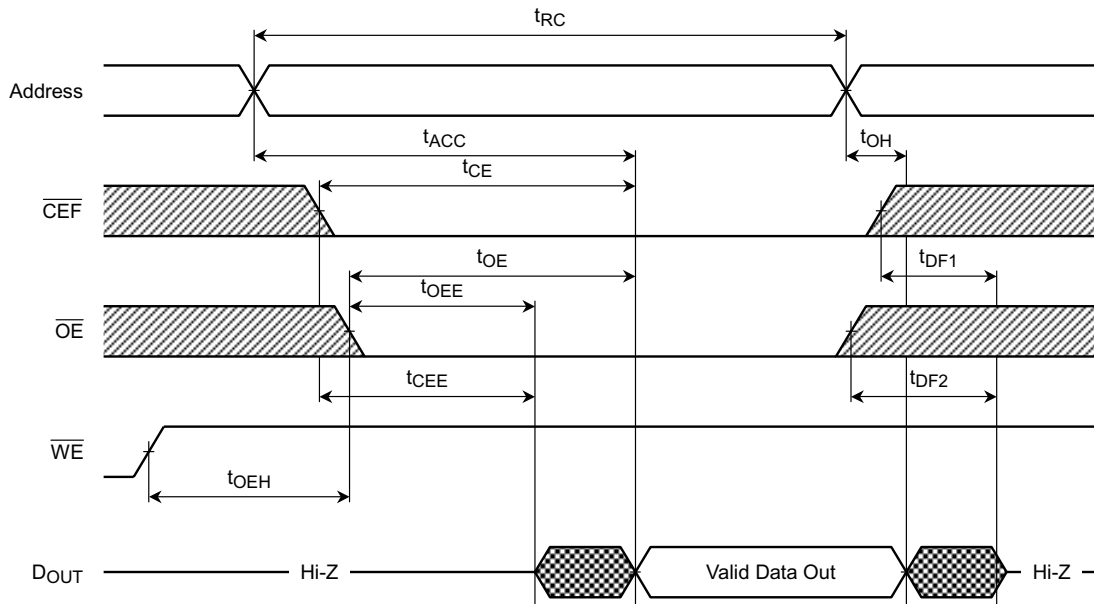 tRC
Address
tACC
tOH
tCE
CEF
tOE
tDF1
tOEE
OE
tCEE
tDF2
WE
tOEH
DOUT
Hi-Z
Valid Data Out
Hi-Z